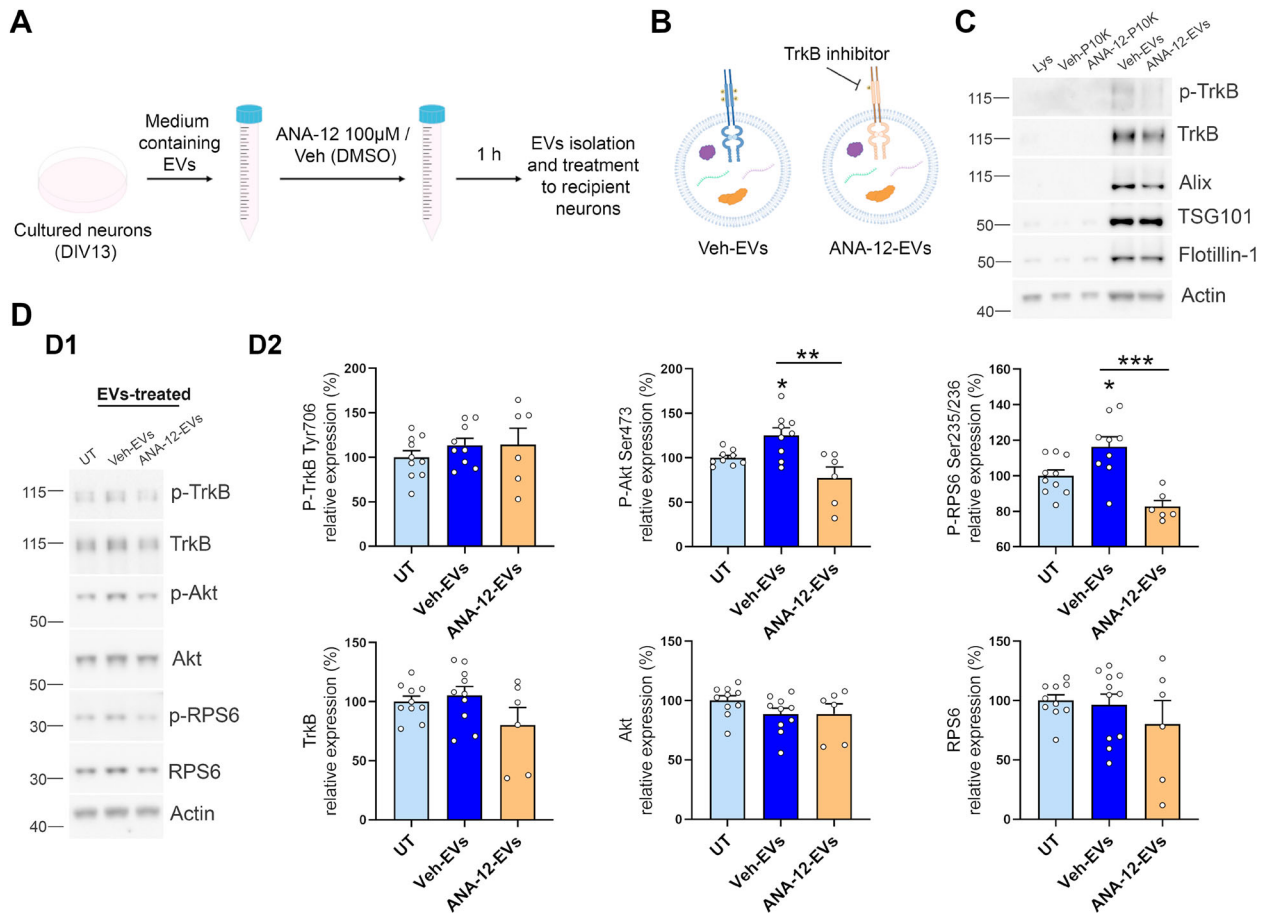 A
Medium
containing
EVs
ANA-12 100µM /
Veh (DMSO)
1 h
EVs isolation
and treatment
to recipient
neurons
Cultured neurons
(DIV13)
B
TrkB inhibitor
Veh-EVs
ANA-12-EVs
C
Lys
Veh-P10K
ANA-12-P10K
Veh-EVs
ANA-12-EVs
115
p-TrkB
115
TrkB
115
Alix
50
TSG101
50
Flotillin-1
40
Actin
D
D1
EVs-treated
UT
Veh-EVs
ANA-12-EVs
115
p-TrkB
115
TrkB
50
p-Akt
50
Akt
30
p-RPS6
30
RPS6
40
Actin
D2
P-TrkB Tyr706
relative expression (%)
200
150
100
50
0
UT
Veh-EVs
ANA-12-EVs
P-Akt Ser473
relative expression (%)
200
150
100
50
0
*
**
UT
Veh-EVs
ANA-12-EVs
P-RPS6 Ser235/236
relative expression (%)
160
140
120
100
80
60
*
***
UT
Veh-EVs
ANA-12-EVs
TrkB
relative expression (%)
150
100
50
0
UT
Veh-EVs
ANA-12-EVs
Akt
relative expression (%)
150
100
50
0
UT
Veh-EVs
ANA-12-EVs
RPS6
relative expression (%)
150
100
50
0
UT
Veh-EVs
ANA-12-EVs